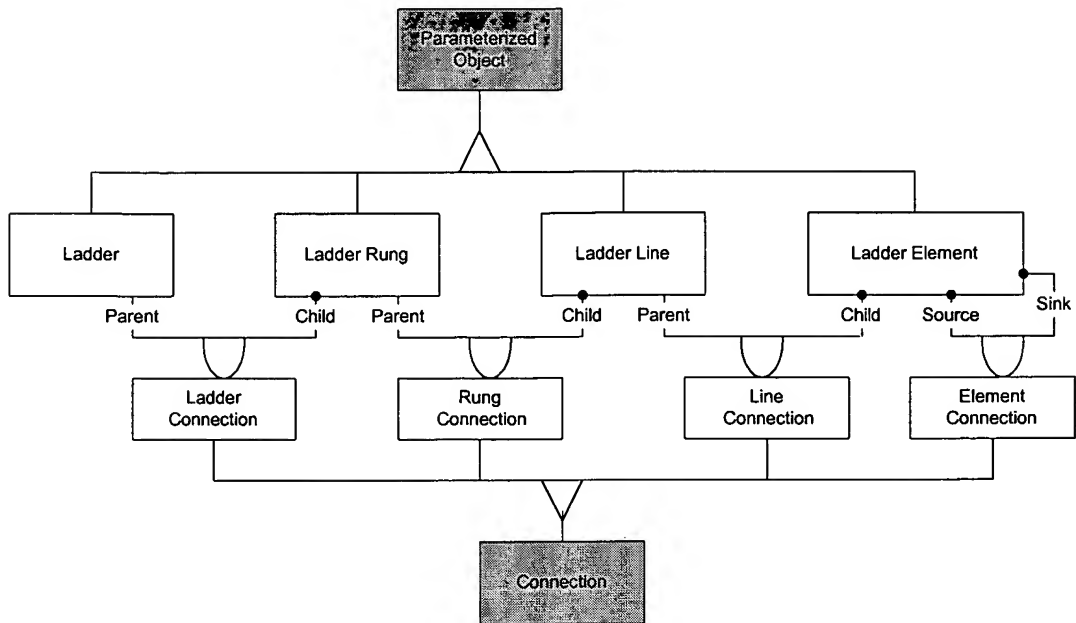 Parameterized
Object
Ladder
Ladder Rung
Ladder Line
Ladder Element
Parent
Child
Parent
Child
Parent
Child
Source
Sink
Ladder
Connection
Rung
Connection
Line
Connection
Element
Connection
Connection